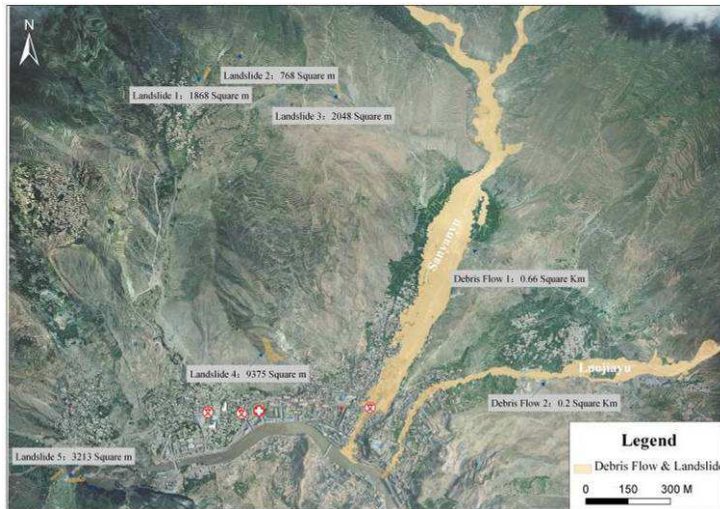 N
Landslide 2： 768 Square m
Landslide 1： 1868 Square m
Landslide 3： 2048 Square m
Sanyanyu
Debris Flow 1： 0.66 Square Km
Luojiayu
Landslide 4： 9375 Square m
Debris Flow 2： 0.2 Square Km
Landslide 5： 3213 Square m
Legend
Debris Flow & Landslide
0 150 300 M